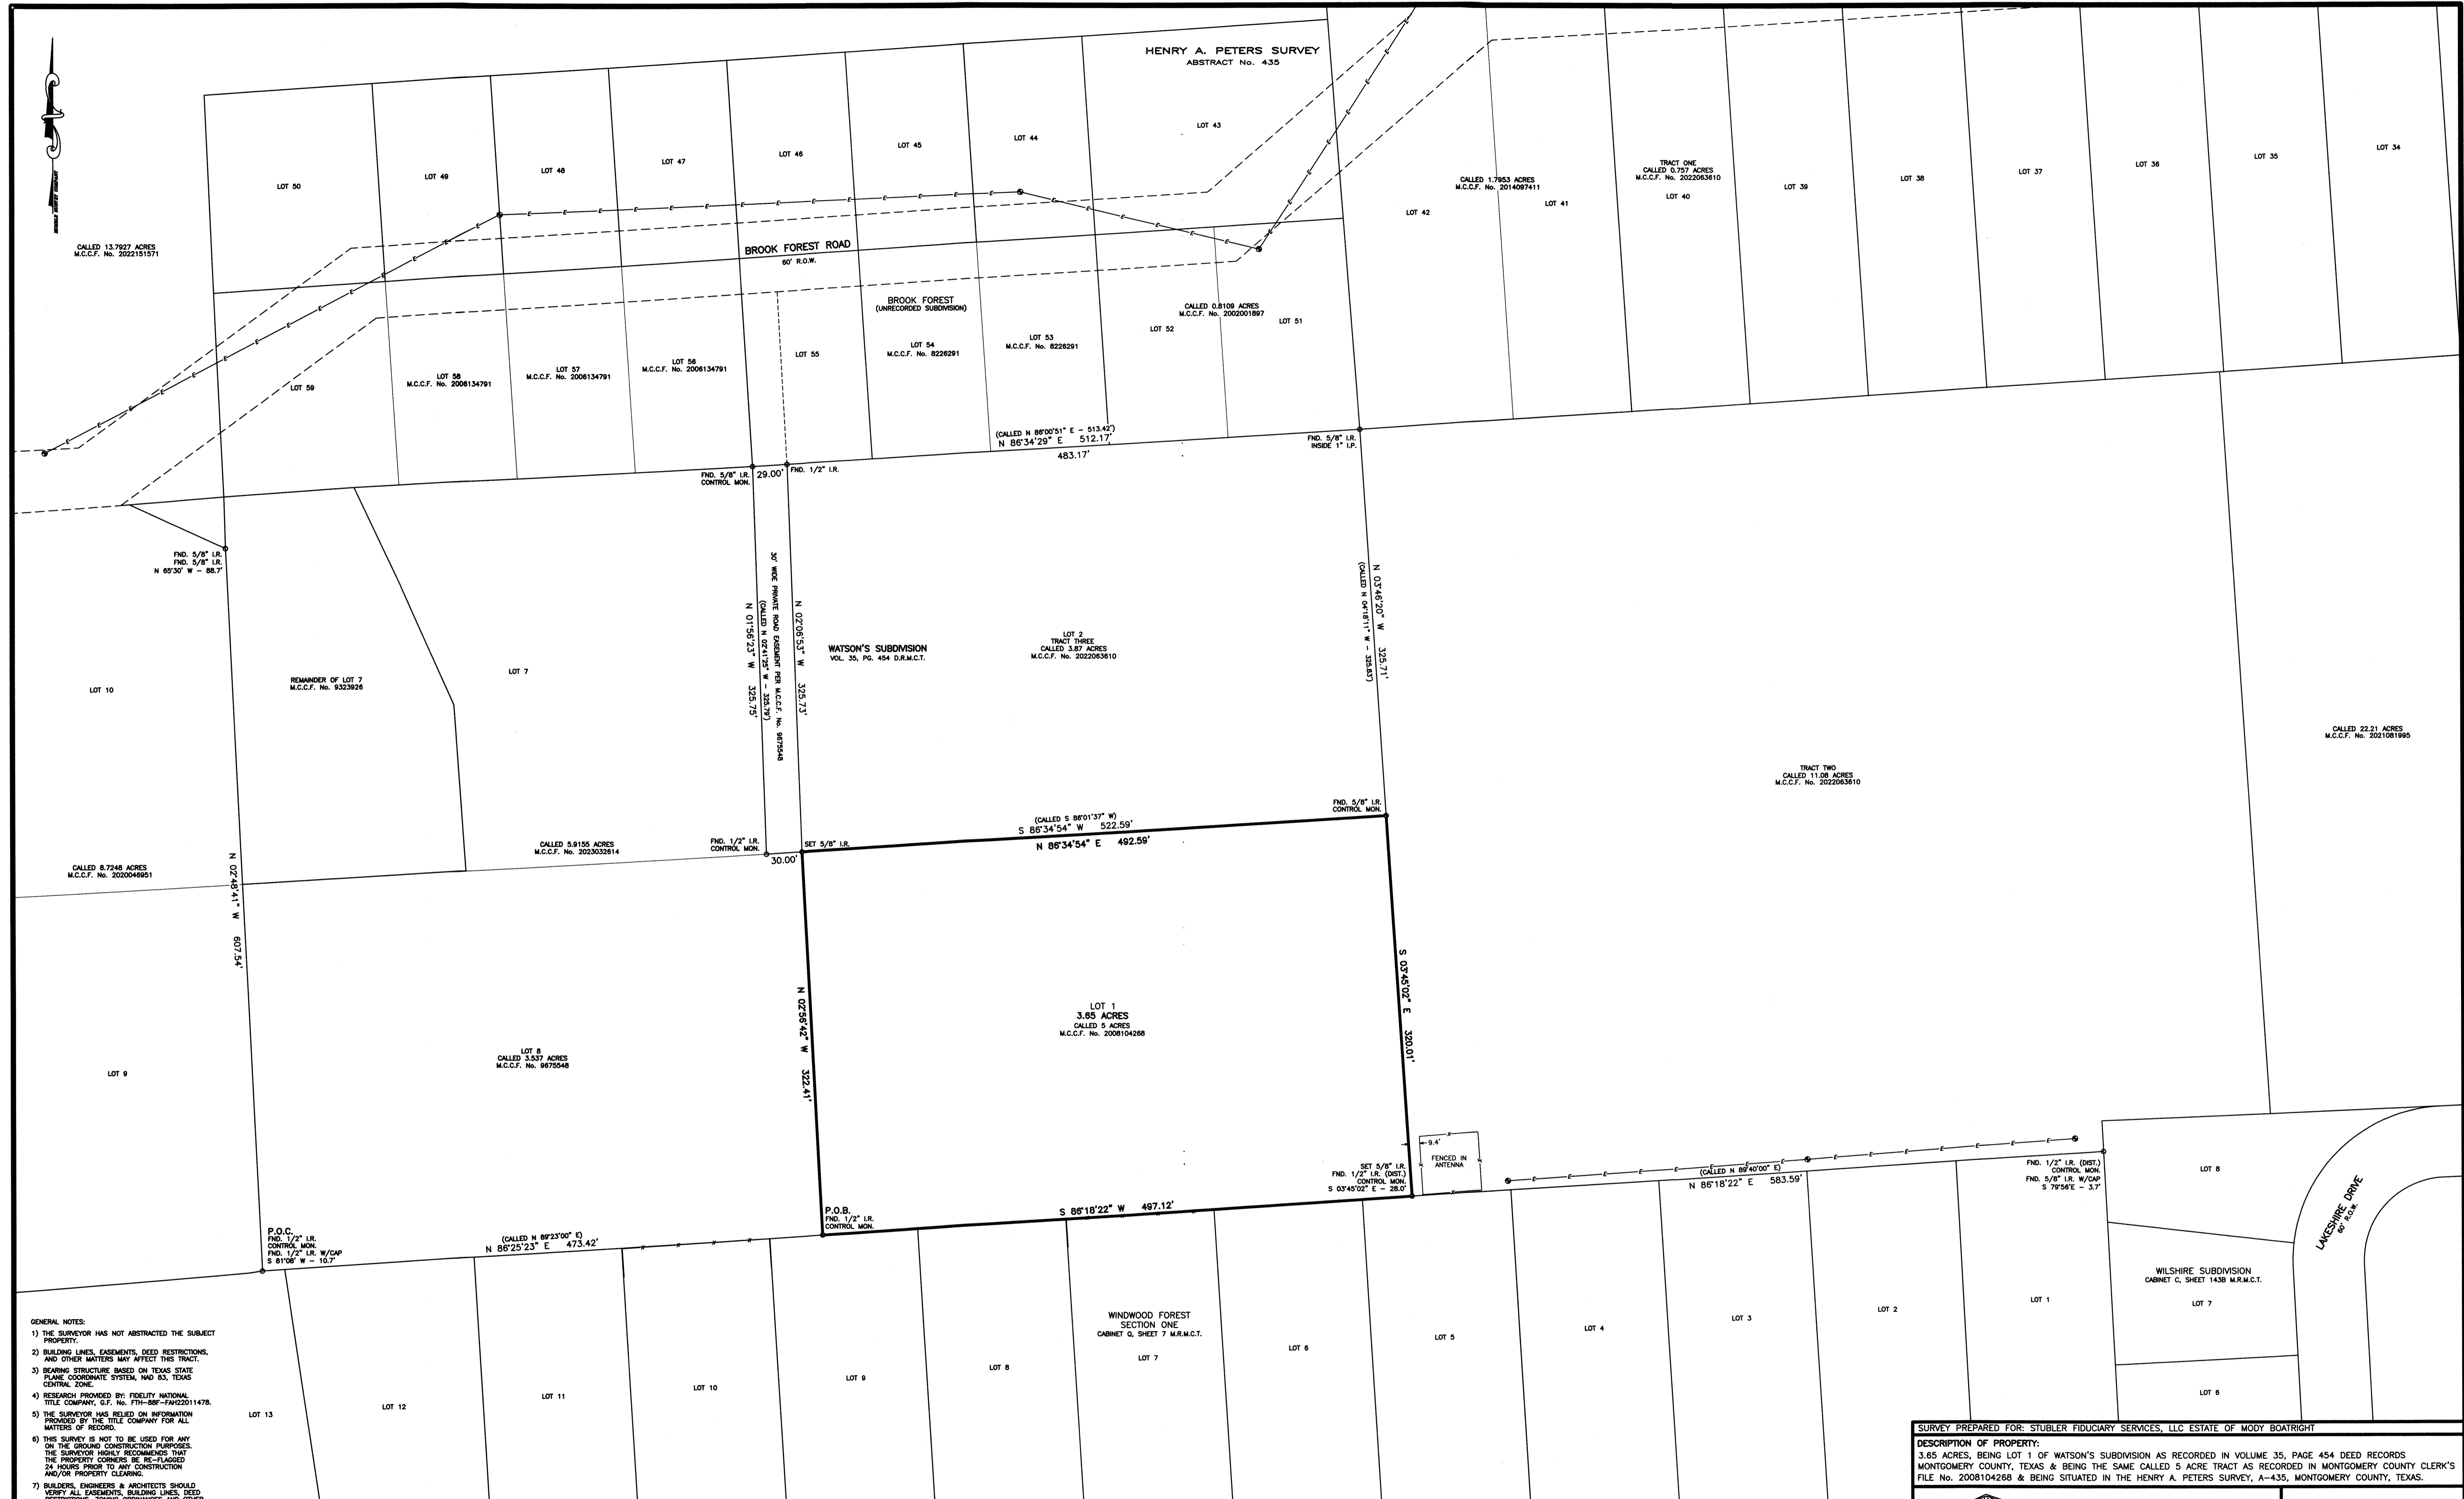 HENRY A. PETERS SURVEY
ABSTRACT No. 435
CALLED 13.7927 ACRES
M.C.C.F. No. 2022151571
LOT 50
LOT 49
LOT 48
LOT 47
LOT 46
LOT 45
LOT 44
LOT 43
LOT 42
CALLED 1.7953 ACRES
M.C.C.F. No. 2014097411
LOT 41
TRACT ONE
CALLED 0.757 ACRES
M.C.C.F. No. 2022063610
LOT 40
LOT 39
LOT 38
LOT 37
LOT 36
LOT 35
LOT 34
BROOK FOREST ROAD
60' R.O.W.
BROOK FOREST
(UNRECORDED SUBDIVISION)
LOT 59
LOT 58
M.C.C.F. No. 2006134791
LOT 57
M.C.C.F. No. 2006134791
LOT 56
M.C.C.F. No. 2006134791
LOT 55
LOT 54
M.C.C.F. No. 8226291
LOT 53
M.C.C.F. No. 8226291
LOT 52
CALLED 0.8109 ACRES
M.C.C.F. No. 2002001897
LOT 51
(CALLED N 86°00'51" E - 513.42')
N 86°34'29" E 512.17'
483.17'
FND. 5/8" I.R.
INSIDE 1" I.P.
FND. 5/8" I.R.
CONTROL MON.
29.00'
FND. 1/2" I.R.
FND. 5/8" I.R.
FND. 5/8" I.R.
N 65°30' W - 88.7'
N 01°56'23" W 325.75'
(CALLED N 02°41'25" W - 325.79')
30' WIDE PRIVATE ROAD EASEMENT PER M.C.C.F. No. 9675548
N 02°06'53" W 325.73'
WATSON'S SUBDIVISION
VOL. 35, PG. 454 D.R.M.C.T.
LOT 2
TRACT THREE
CALLED 3.87 ACRES
M.C.C.F. No. 2022063610
(CALLED N 04°18'11" W - 325.83')
N 03°46'20" W 325.71'
LOT 10
REMAINDER OF LOT 7
M.C.C.F. No. 9323926
LOT 7
CALLED 22.21 ACRES
M.C.C.F. No. 2021081995
TRACT TWO
CALLED 11.08 ACRES
M.C.C.F. No. 2022063610
CALLED 8.7248 ACRES
M.C.C.F. No. 2020046951
CALLED 5.9155 ACRES
M.C.C.F. No. 2023032614
FND. 1/2" I.R.
CONTROL MON.
30.00'
SET 5/8" I.R.
(CALLED S 86°01'37" W)
S 86°34'54" W 522.59'
N 86°34'54" E 492.59'
FND. 5/8" I.R.
CONTROL MON.
N 02°48'41" W 607.54'
N 02°56'42" W 322.41'
LOT 1
3.65 ACRES
CALLED 5 ACRES
M.C.C.F. No. 2008104268
S 03°45'02" E 320.01'
LOT 9
LOT 8
CALLED 3.537 ACRES
M.C.C.F. No. 9675548
9.4'
FENCED IN
ANTENNA
SET 5/8" I.R.
FND. 1/2" I.R. (DIST.)
CONTROL MON.
S 03°45'02" E - 28.0'
(CALLED N 89°40'00" E)
N 86°18'22" E 583.59'
FND. 1/2" I.R. (DIST.)
CONTROL MON.
FND. 5/8" I.R. W/CAP
S 79°56'E - 3.7'
LOT 8
LAKESHIRE DRIVE
60' R.O.W.
P.O.C.
FND. 1/2" I.R.
CONTROL MON.
FND. 1/2" I.R. W/CAP
S 81°08' W - 10.7'
(CALLED N 89°23'00" E)
N 86°25'23" E 473.42'
P.O.B.
FND. 1/2" I.R.
CONTROL MON.
S 86°18'22" W 497.12'
WILSHIRE SUBDIVISION
CABINET C, SHEET 143B M.R.M.C.T.
LOT 7
LOT 6
WINDWOOD FOREST
SECTION ONE
CABINET Q, SHEET 7 M.R.M.C.T.
LOT 13
LOT 12
LOT 11
LOT 10
LOT 9
LOT 8
LOT 7
LOT 6
LOT 5
LOT 4
LOT 3
LOT 2
LOT 1
GENERAL NOTES:
1) THE SURVEYOR HAS NOT ABSTRACTED THE SUBJECT
PROPERTY.
2) BUILDING LINES, EASEMENTS, DEED RESTRICTIONS,
AND OTHER MATTERS MAY AFFECT THIS TRACT.
3) BEARING STRUCTURE BASED ON TEXAS STATE
PLANE COORDINATE SYSTEM, NAD 83, TEXAS
CENTRAL ZONE.
4) RESEARCH PROVIDED BY: FIDELITY NATIONAL
TITLE COMPANY, G.F. No. FTH-88F-FAH22011478.
5) THE SURVEYOR HAS RELIED ON INFORMATION
PROVIDED BY THE TITLE COMPANY FOR ALL
MATTERS OF RECORD.
6) THIS SURVEY IS NOT TO BE USED FOR ANY
ON THE GROUND CONSTRUCTION PURPOSES.
THE SURVEYOR HIGHLY RECOMMENDS THAT
THE PROPERTY CORNERS BE RE-FLAGGED
24 HOURS PRIOR TO ANY CONSTRUCTION
AND/OR PROPERTY CLEARING.
7) BUILDERS, ENGINEERS & ARCHITECTS SHOULD
VERIFY ALL EASEMENTS, BUILDING LINES, DEED
SURVEY PREPARED FOR: STUBLER FIDUCIARY SERVICES, LLC ESTATE OF MODY BOATRIGHT
DESCRIPTION OF PROPERTY:
3.65 ACRES, BEING LOT 1 OF WATSON'S SUBDIVISION AS RECORDED IN VOLUME 35, PAGE 454 DEED RECORDS
MONTGOMERY COUNTY, TEXAS & BEING THE SAME CALLED 5 ACRE TRACT AS RECORDED IN MONTGOMERY COUNTY CLERK'S
FILE No. 2008104268 & BEING SITUATED IN THE HENRY A. PETERS SURVEY, A-435, MONTGOMERY COUNTY, TEXAS.